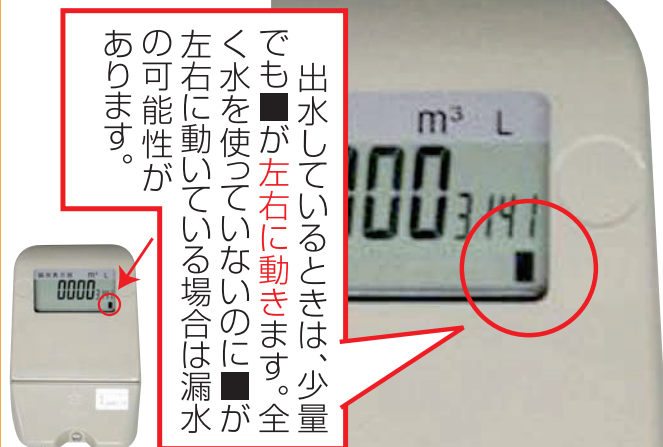 出水しているときは、少量
でも■が左右に動きます。全
く水を使っていないのに■が
左右に動いている場合は漏水
の可能性が
あります。
m³ L
0003141
m³ L
0000